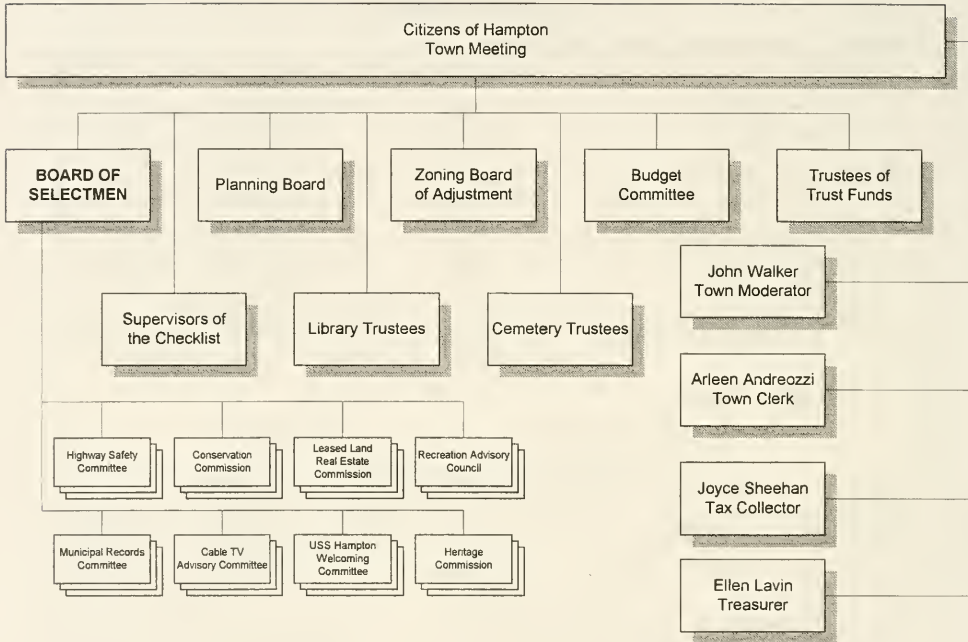 Citizens of Hampton
Town Meeting
BOARD OF
SELECTMEN
Planning Board
Zoning Board
of Adjustment
Budget
Committee
Trustees of
Trust Funds
Supervisors of
the Checklist
Library Trustees
Cemetery Trustees
John Walker
Town Moderator
Arleen Andreozzi
Town Clerk
Joyce Sheehan
Tax Collector
Ellen Lavin
Treasurer
Highway Safety
Committee
Conservation
Commission
Leased Land
Real Estate
Commission
Recreation Advisory
Council
Municipal Records
Committee
Cable TV
Advisory Committee
USS Hampton
Welcoming
Committee
Heritage
Commission